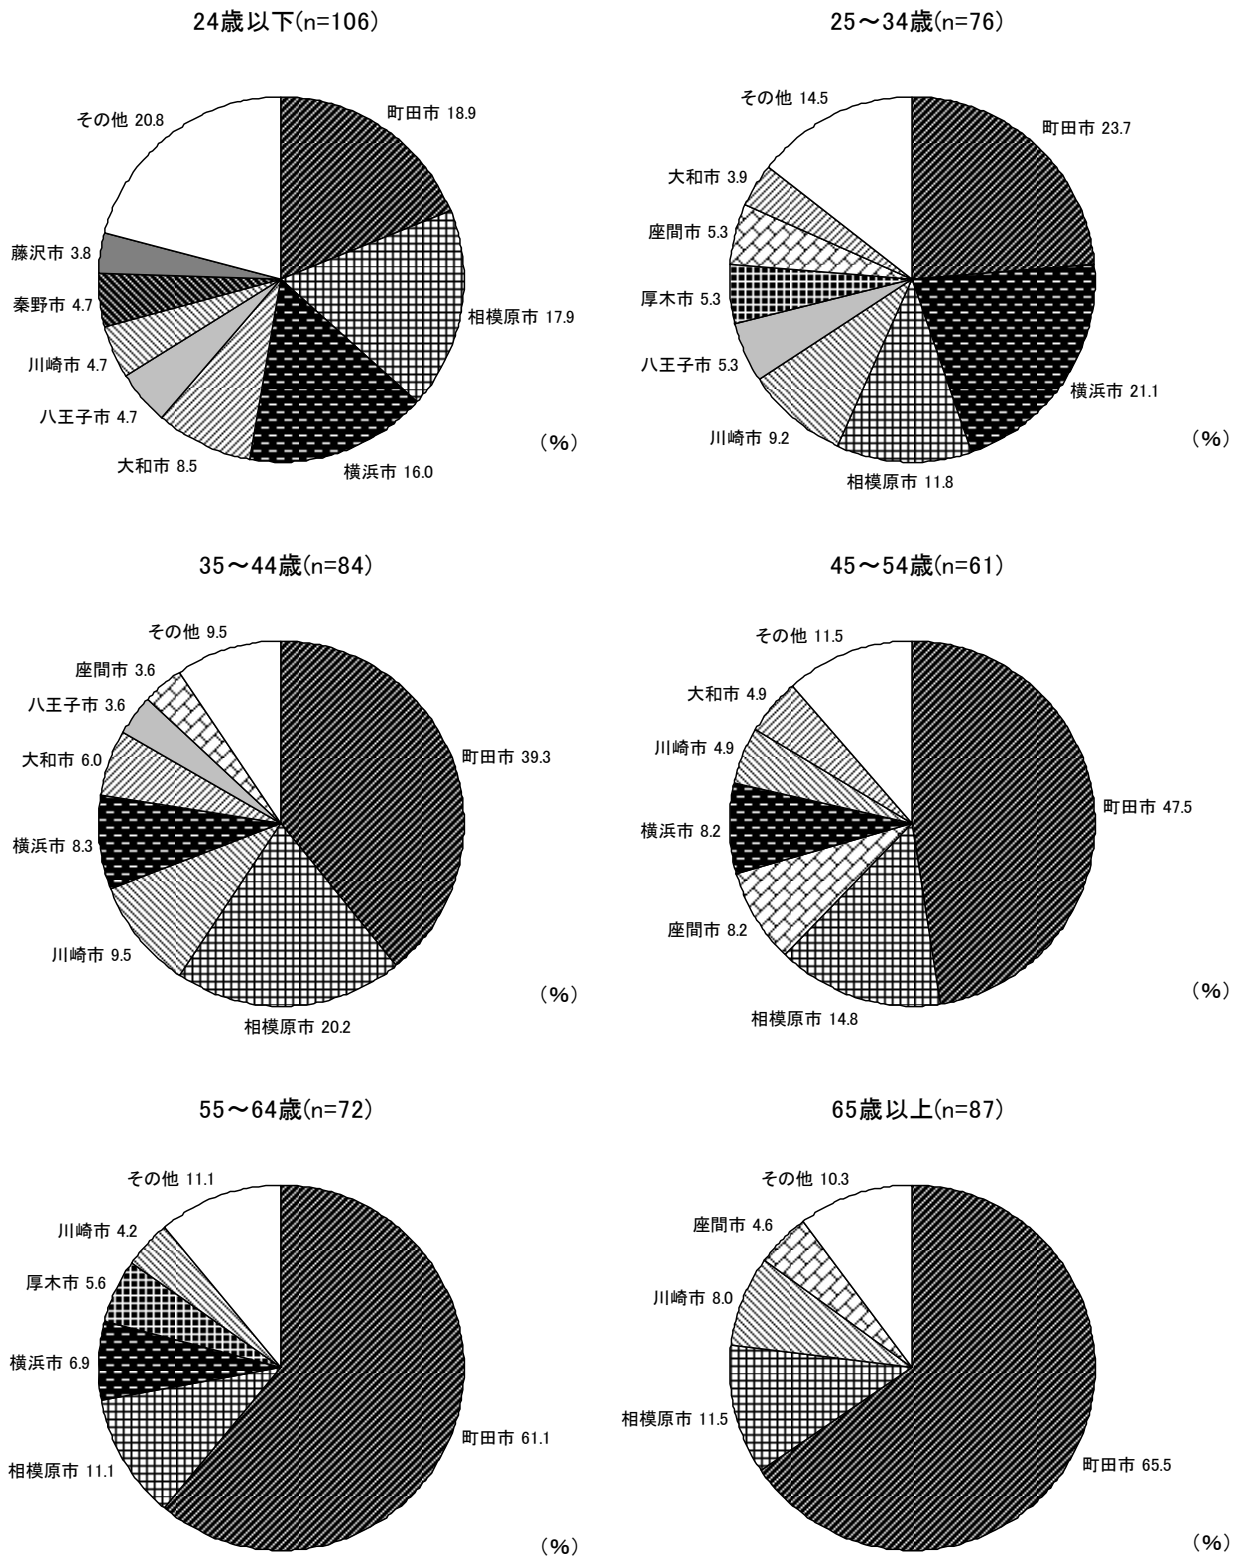 24歳以下(n=106)
その他 20.8
町田市 18.9
藤沢市 3.8
秦野市 4.7
相模原市 17.9
川崎市 4.7
八王子市 4.7
大和市 8.5
横浜市 16.0
(%)
25～34歳(n=76)
その他 14.5
町田市 23.7
大和市 3.9
座間市 5.3
厚木市 5.3
八王子市 5.3
横浜市 21.1
川崎市 9.2
相模原市 11.8
(%)
35～44歳(n=84)
その他 9.5
座間市 3.6
八王子市 3.6
大和市 6.0
町田市 39.3
横浜市 8.3
川崎市 9.5
相模原市 20.2
(%)
45～54歳(n=61)
その他 11.5
大和市 4.9
川崎市 4.9
町田市 47.5
横浜市 8.2
座間市 8.2
相模原市 14.8
(%)
55～64歳(n=72)
その他 11.1
川崎市 4.2
厚木市 5.6
横浜市 6.9
町田市 61.1
相模原市 11.1
(%)
65歳以上(n=87)
その他 10.3
座間市 4.6
川崎市 8.0
相模原市 11.5
町田市 65.5
(%)